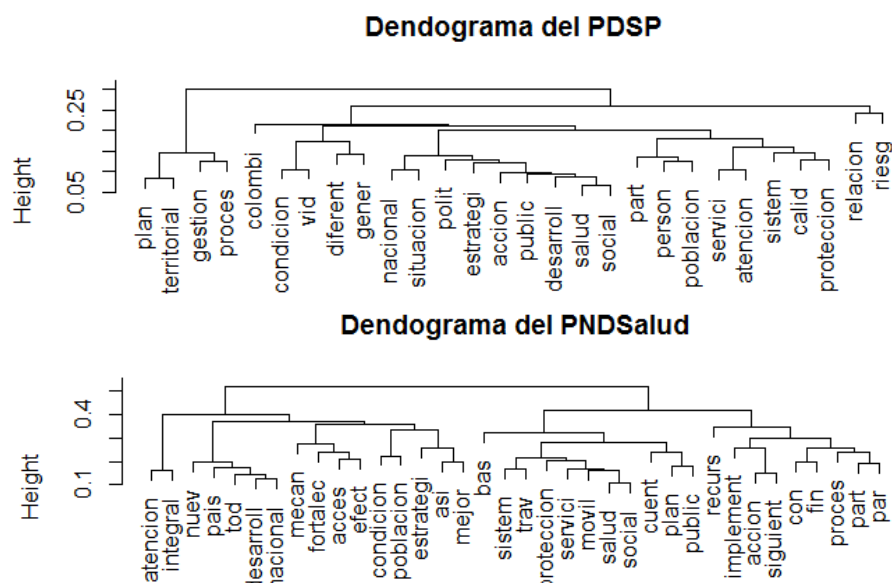 Dendograma del PDSP
Height
0.25
0.05
plan
territorial
gestion
proces
colombi
condicion
vid
diferent
gener
nacional
situacion
polit
estrategi
accion
public
desarroll
salud
social
part
person
poblacion
servici
atencion
sistem
calid
proteccion
relacion
riesg
Dendograma del PNDSalud
Height
0.4
0.1
atencion
integral
nuev
pais
tod
desarroll
nacional
mecan
fortalec
acces
efect
condicion
poblacion
estrategi
asi
mejor
bas
sistem
trav
proteccion
servici
movil
salud
social
cuent
plan
public
recurs
implement
accion
siguient
con
fin
proces
part
par